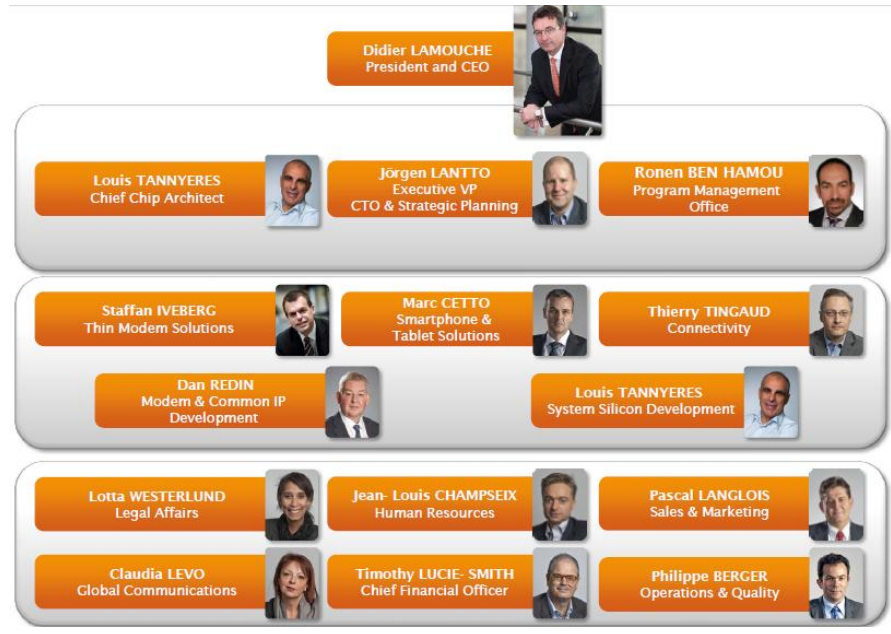 Didier LAMOUCHE
President and CEO
Louis TANNYERES
Chief Chip Architect
Jörgen LANTTO
Executive VP
CTO & Strategic Planning
Ronen BEN HAMOU
Program Management
Office
Staffan IVEBERG
Thin Modem Solutions
Marc CETTO
Smartphone &
Tablet Solutions
Thierry TINGAUD
Connectivity
Dan REDIN
Modem & Common IP
Development
Louis TANNYERES
System Silicon Development
Lotta WESTERLUND
Legal Affairs
Jean- Louis CHAMPSEIX
Human Resources
Pascal LANGLOIS
Sales & Marketing
Claudia LEVO
Global Communications
Timothy LUCIE- SMITH
Chief Financial Officer
Philippe BERGER
Operations & Quality